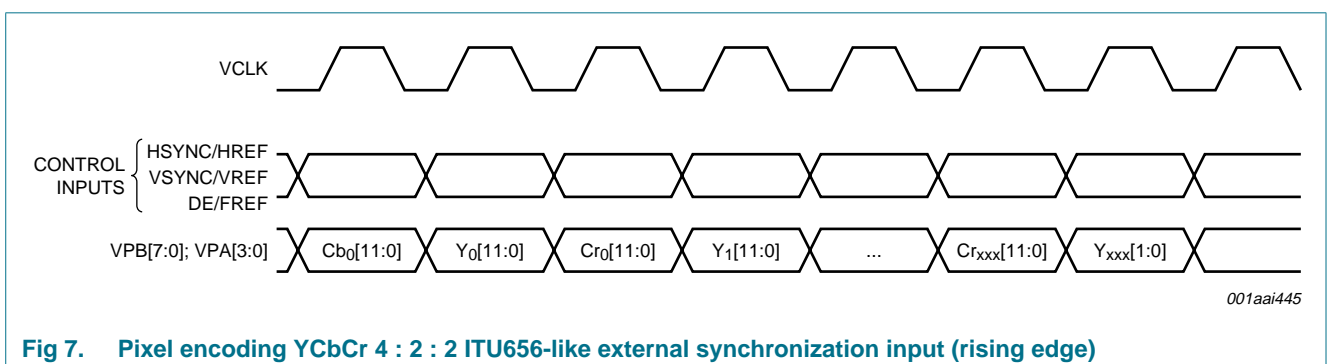 VCLK
CONTROL INPUTS
HSYNC/HREF
VSYNC/VREF
DE/FREF
VPB[7:0]; VPA[3:0]
Cb0[11:0] Y0[11:0] Cr0[11:0] Y1[11:0] ... Crxxx[11:0] Yxxx[1:0]
001aai445
Fig 7. Pixel encoding YCbCr 4 : 2 : 2 ITU656-like external synchronization input (rising edge)